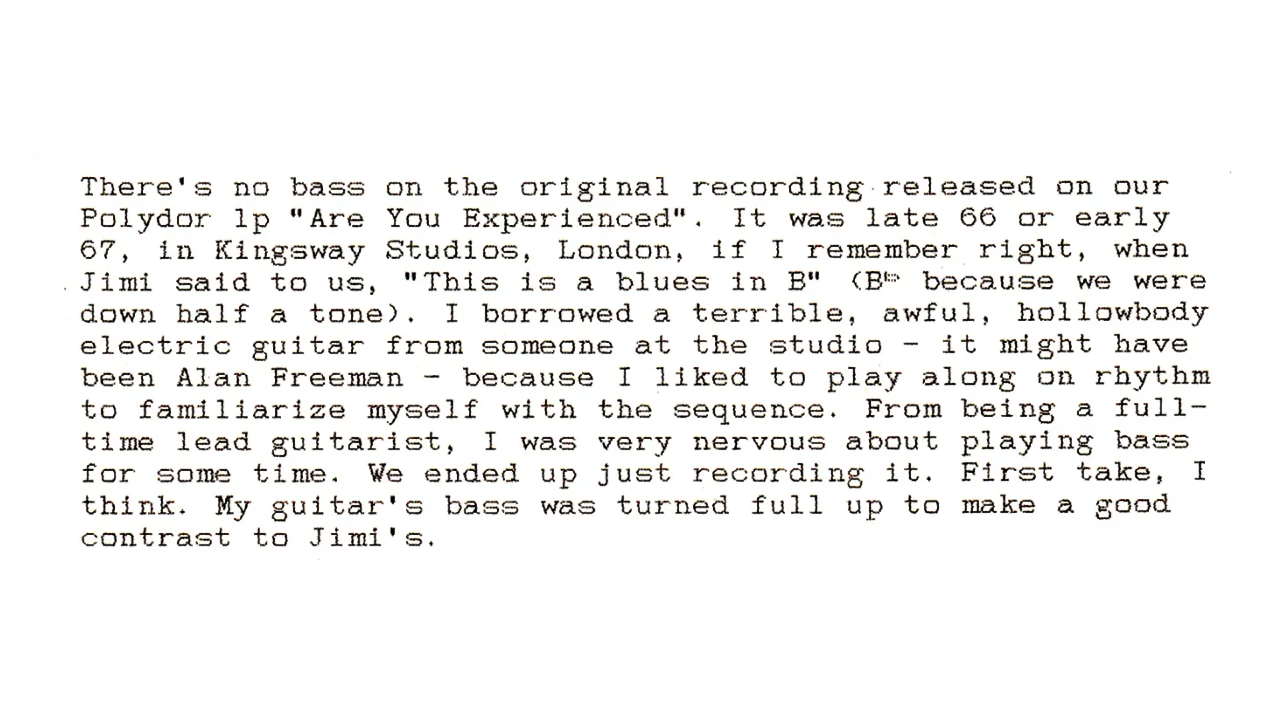 There's no bass on the original recording released on our
Polydor lp "Are You Experienced". It was late 66 or early
67, in Kingsway Studios, London, if I remember right, when
Jimi said to us, "This is a blues in B" (B♭ because we were
down half a tone). I borrowed a terrible, awful, hollowbody
electric guitar from someone at the studio - it might have
been Alan Freeman - because I liked to play along on rhythm
to familiarize myself with the sequence. From being a full-
time lead guitarist, I was very nervous about playing bass
for some time. We ended up just recording it. First take, I
think. My guitar's bass was turned full up to make a good
contrast to Jimi's.